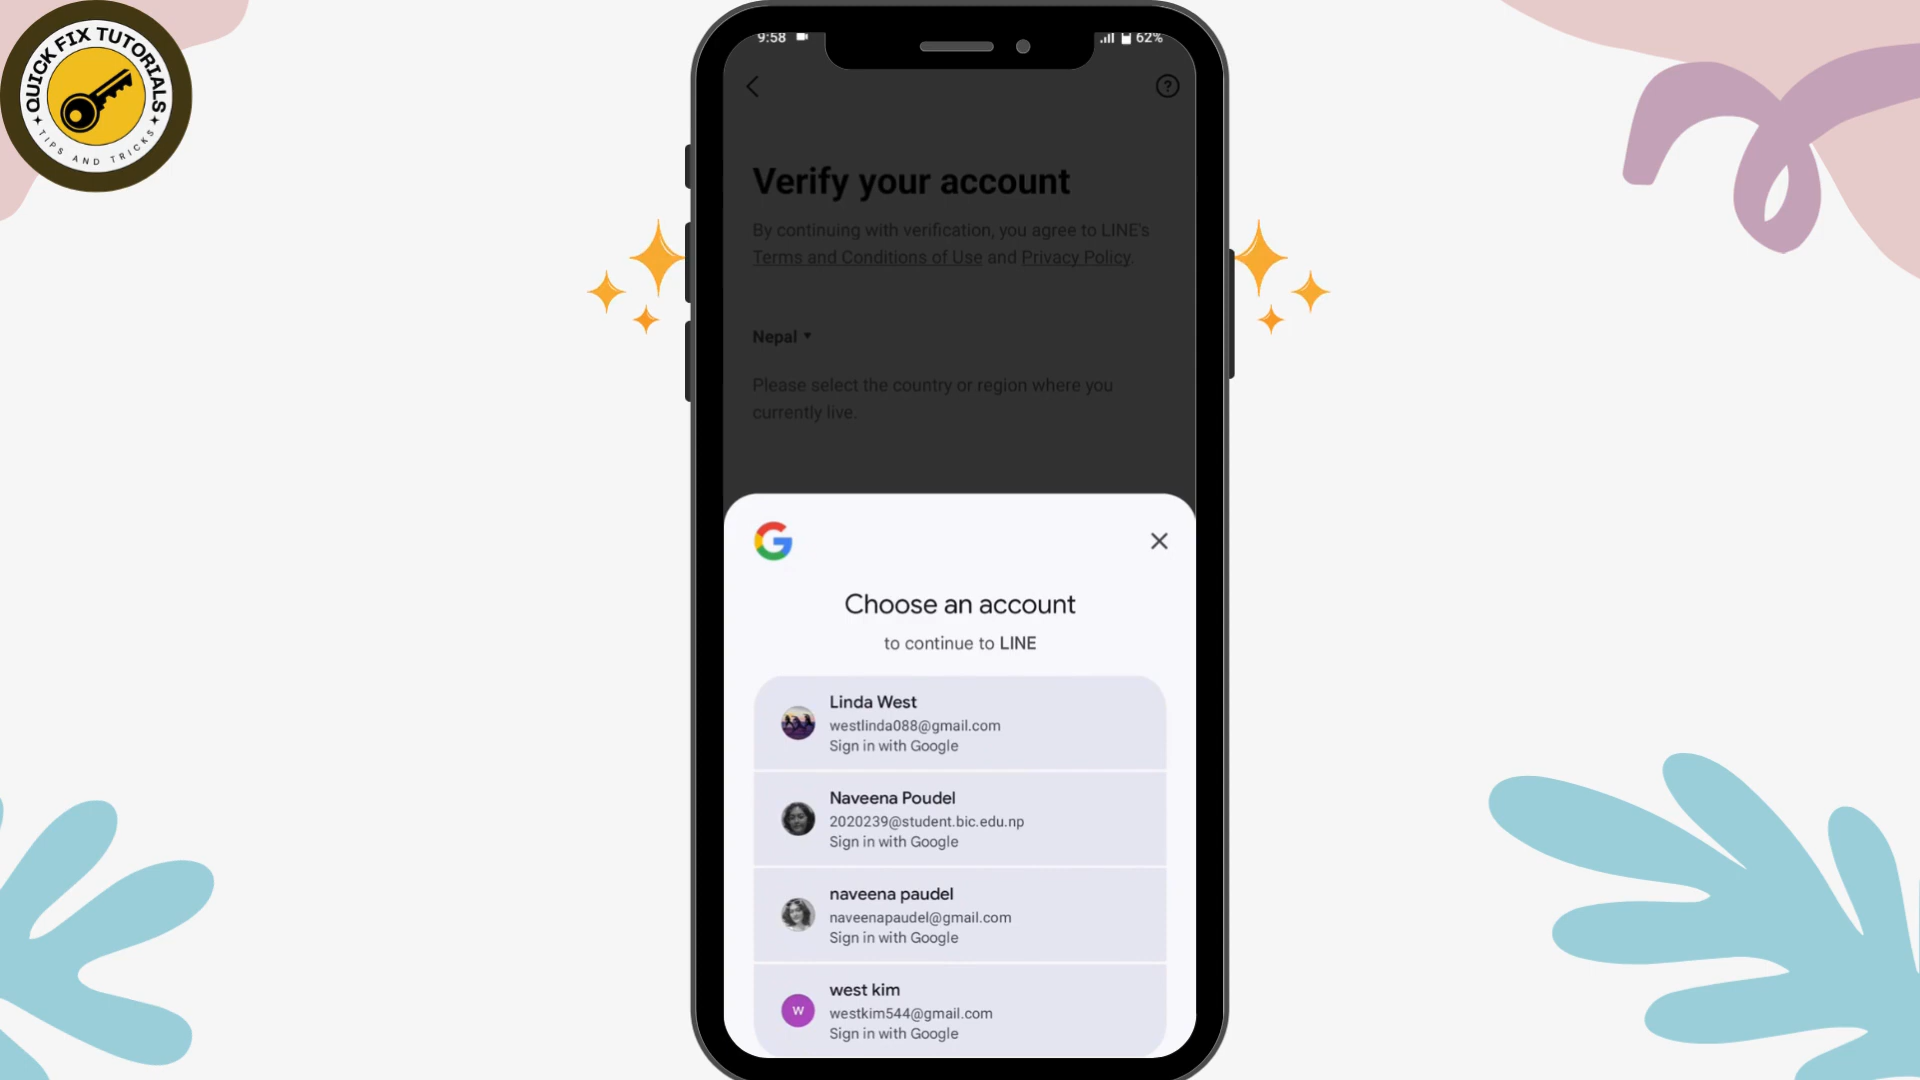 QUICK FIX TUTORIALS
TIPS AND TRICKS
9:58
62%
Verify your account
By continuing with verification, you agree to LINE's
Terms and Conditions of Use and Privacy Policy.
Nepal
Please select the country or region where you
currently live.
Choose an account
to continue to LINE
Linda West
westlinda088@gmail.com
Sign in with Google
Naveena Poudel
2020239@student.bic.edu.np
Sign in with Google
naveena paudel
naveenapaudel@gmail.com
Sign in with Google
W
west kim
westkim544@gmail.com
Sign in with Google